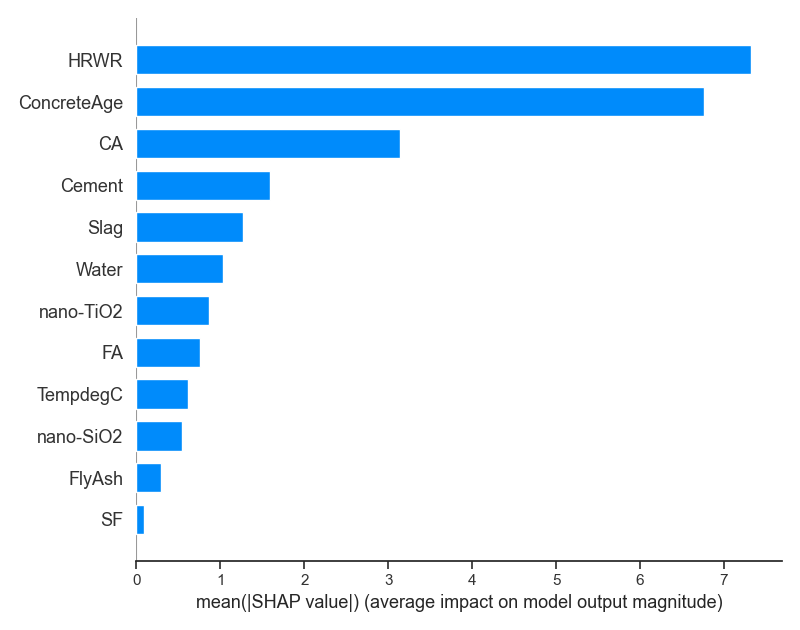 HRWR
ConcreteAge
CA
Cement
Slag
Water
nano-TiO2
FA
TempdegC
nano-SiO2
FlyAsh
SF
0 1 2 3 4 5 6 7
mean(|SHAP value|) (average impact on model output magnitude)